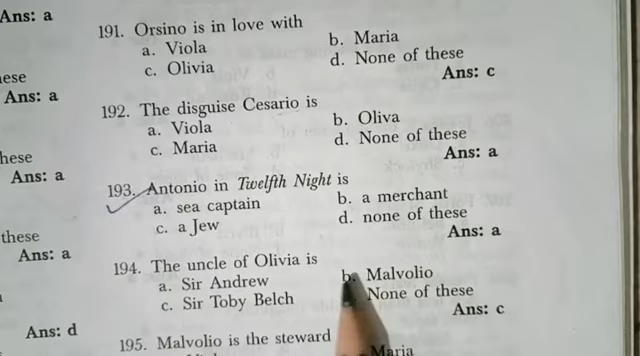 Ans: a
ese
Ans: a
hese
Ans: a
these
Ans: a
Ans: d
191. Orsino is in love with
a. Viola b. Maria
c. Olivia d. None of these
Ans: c
192. The disguise Cesario is
a. Viola b. Oliva
c. Maria d. None of these
Ans: a
193. Antonio in Twelfth Night is
a. sea captain b. a merchant
c. a Jew d. none of these
Ans: a
194. The uncle of Olivia is
a. Sir Andrew b. Malvolio
c. Sir Toby Belch None of these
Ans: c
195. Malvolio is the steward
Maria